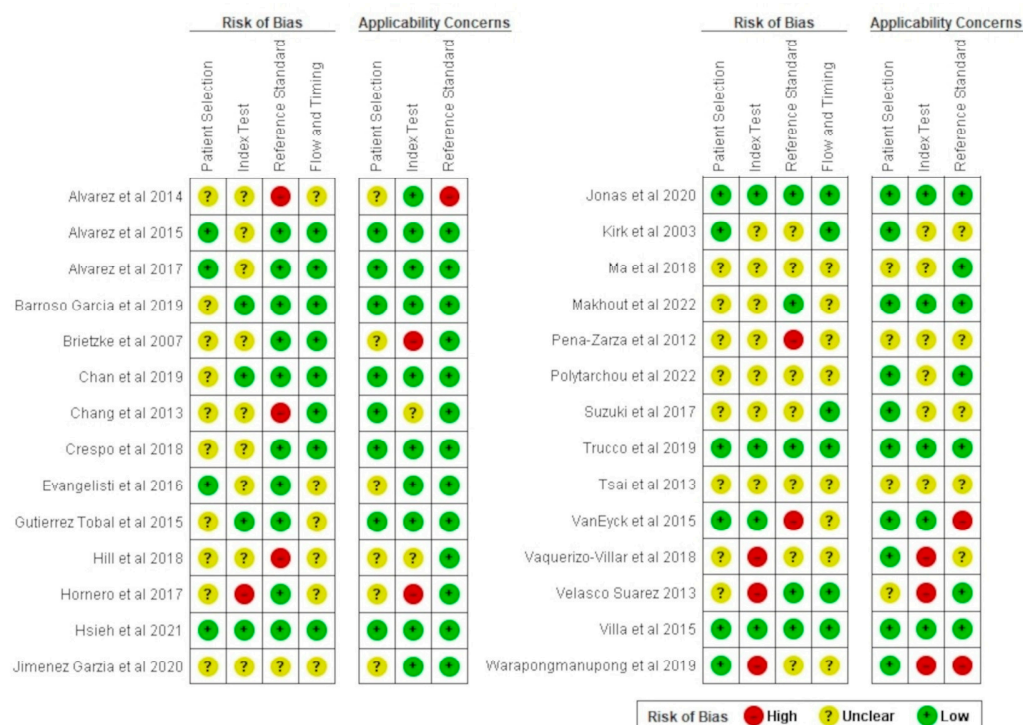 Risk of Bias
Applicability Concerns
Patient Selection
Index Test
Reference Standard
Flow and Timing
Patient Selection
Index Test
Reference Standard
Alvarez et al 2014
? ? - ? ? + -
Alvarez et al 2015
+ ? + + + + +
Alvarez et al 2017
+ ? + + + + +
Barroso Garcia et al 2019
? + + + + + +
Brietzke et al 2007
? ? + + ? - +
Chan et al 2019
? + + + + + +
Chang et al 2013
? ? - + + ? +
Crespo et al 2018
? ? + + + + +
Evangelisti et al 2016
+ ? + ? ? + +
Gutierrez Tobal et al 2015
? + + ? + + +
Hill et al 2018
? ? - ? ? ? +
Hornero et al 2017
? - + ? ? - +
Hsieh et al 2021
+ + + + + + +
Jimenez Garzia et al 2020
? ? ? ? ? + +
Risk of Bias
Applicability Concerns
Patient Selection
Index Test
Reference Standard
Flow and Timing
Patient Selection
Index Test
Reference Standard
Jonas et al 2020
+ + + + + + +
Kirk et al 2003
+ ? ? + + ? ?
Ma et al 2018
? ? ? ? ? ? +
Makhout et al 2022
? ? + ? + + +
Pena-Zarza et al 2012
? ? - ? ? ? ?
Polytarchou et al 2022
? ? ? ? + ? +
Suzuki et al 2017
? ? ? + + ? ?
Trucco et al 2019
+ + + + + + +
Tsai et al 2013
? ? ? ? ? ? ?
VanEyck et al 2015
+ + - ? + + -
Vaquerizo-Villar et al 2018
? - ? ? + - ?
Velasco Suarez 2013
? - + + ? - +
Villa et al 2015
+ + + + + + +
Warapongmanupong et al 2019
+ - ? ? + - -
Risk of Bias - High ? Unclear + Low